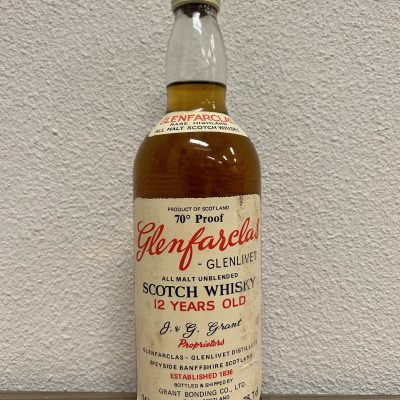 GLENFARCLAS
RARE HIGHLAND
ALL MALT SCOTCH WHISKY
PRODUCT OF SCOTLAND
70° Proof
Glenfarclas
- GLENLIVET
ALL MALT UNBLENDED
SCOTCH WHISKY
12 YEARS OLD
J. & G. Grant
Proprietors
GLENFARCLAS - GLENLIVET DISTILLERY
SPEYSIDE BANFFSHIRE SCOTLAND
ESTABLISHED 1836
BOTTLED & SHIPPED BY
GRANT BONDING CO., LTD.
SCOTLAND